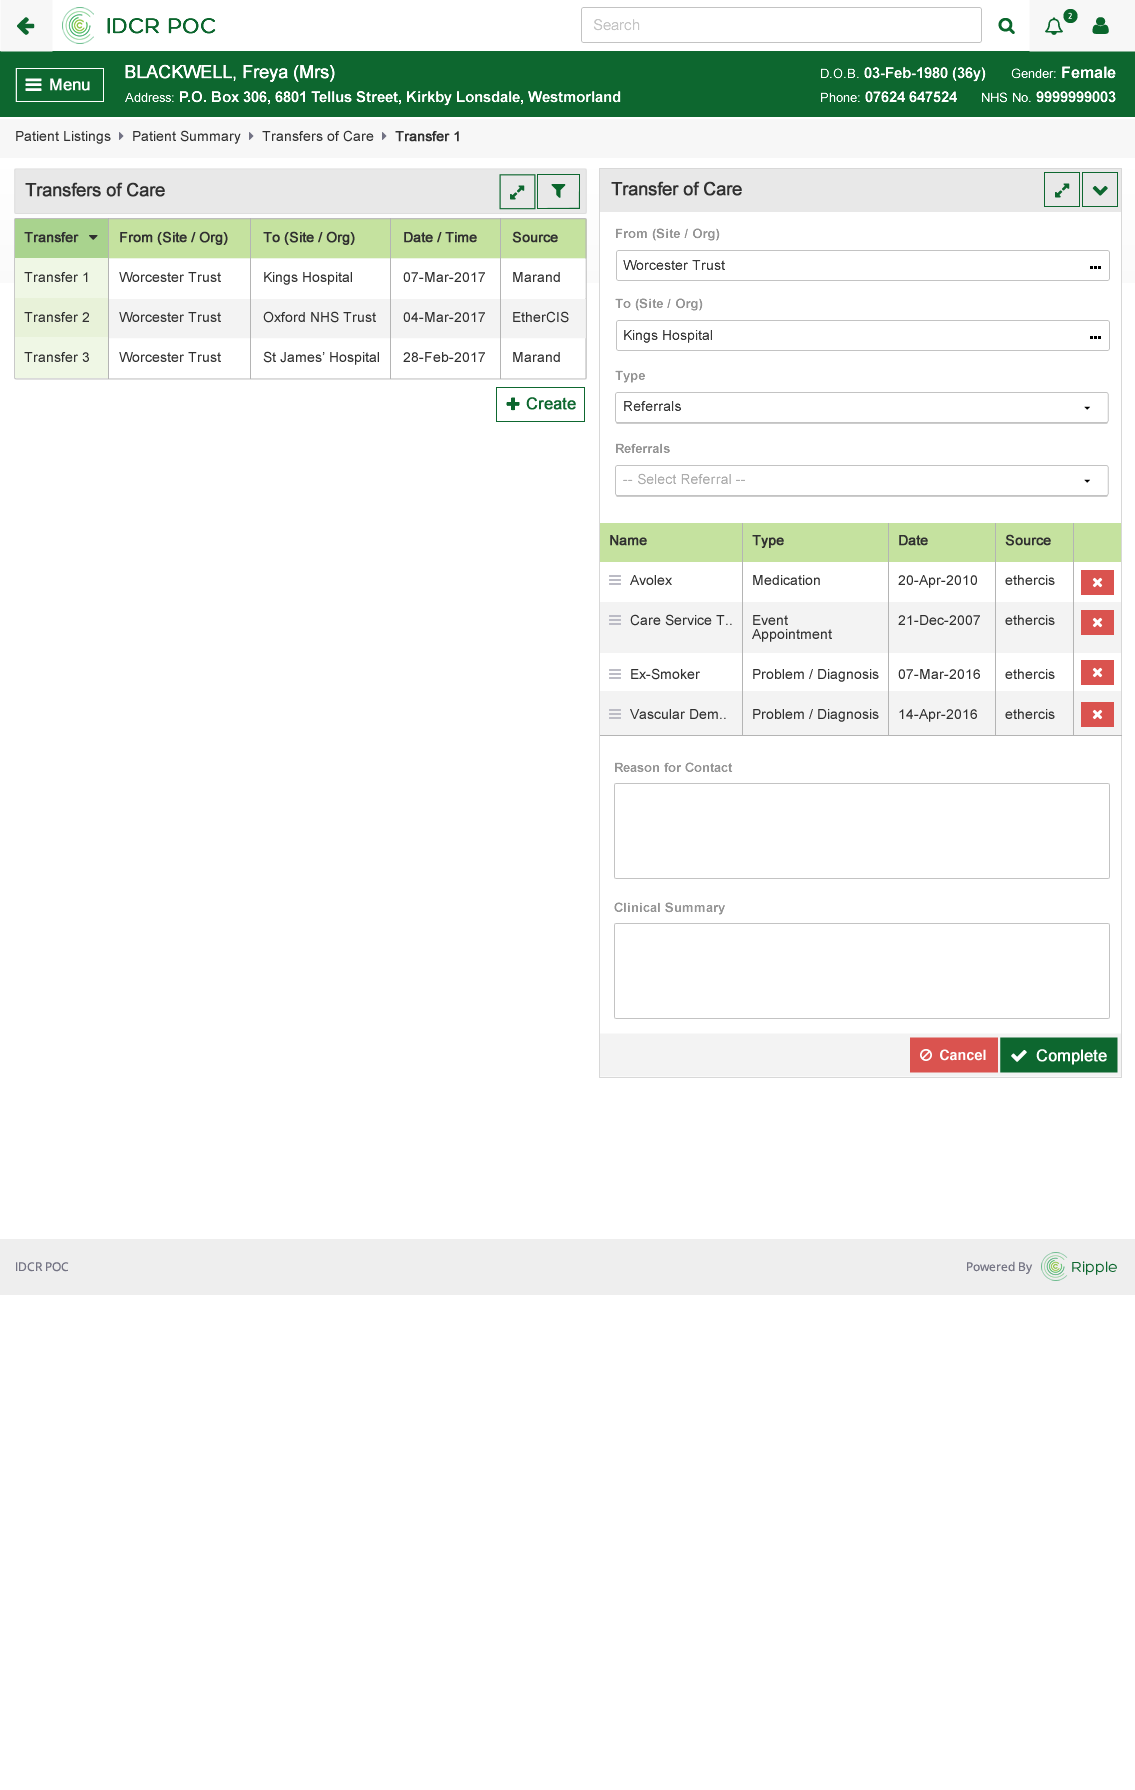 IDCR POC
Search
2
Menu
BLACKWELL, Freya (Mrs)
Address: P.O. Box 306, 6801 Tellus Street, Kirkby Lonsdale, Westmorland
D.O.B. 03-Feb-1980 (36y) Gender: Female
Phone: 07624 647524 NHS No. 9999999003
Patient Listings Patient Summary Transfers of Care Transfer 1
Transfers of Care
Transfer From (Site / Org) To (Site / Org) Date / Time Source
Transfer 1 Worcester Trust Kings Hospital 07-Mar-2017 Marand
Transfer 2 Worcester Trust Oxford NHS Trust 04-Mar-2017 EtherCIS
Transfer 3 Worcester Trust St James’ Hospital 28-Feb-2017 Marand
Create
Transfer of Care
From (Site / Org)
Worcester Trust
To (Site / Org)
Kings Hospital
Type
Referrals
Referrals
-- Select Referral --
Name Type Date Source
Avolex Medication 20-Apr-2010 ethercis
Care Service T.. Event 21-Dec-2007 ethercis
Appointment
Ex-Smoker Problem / Diagnosis 07-Mar-2016 ethercis
Vascular Dem.. Problem / Diagnosis 14-Apr-2016 ethercis
Reason for Contact
Clinical Summary
Cancel Complete
IDCR POC
Powered By Ripple